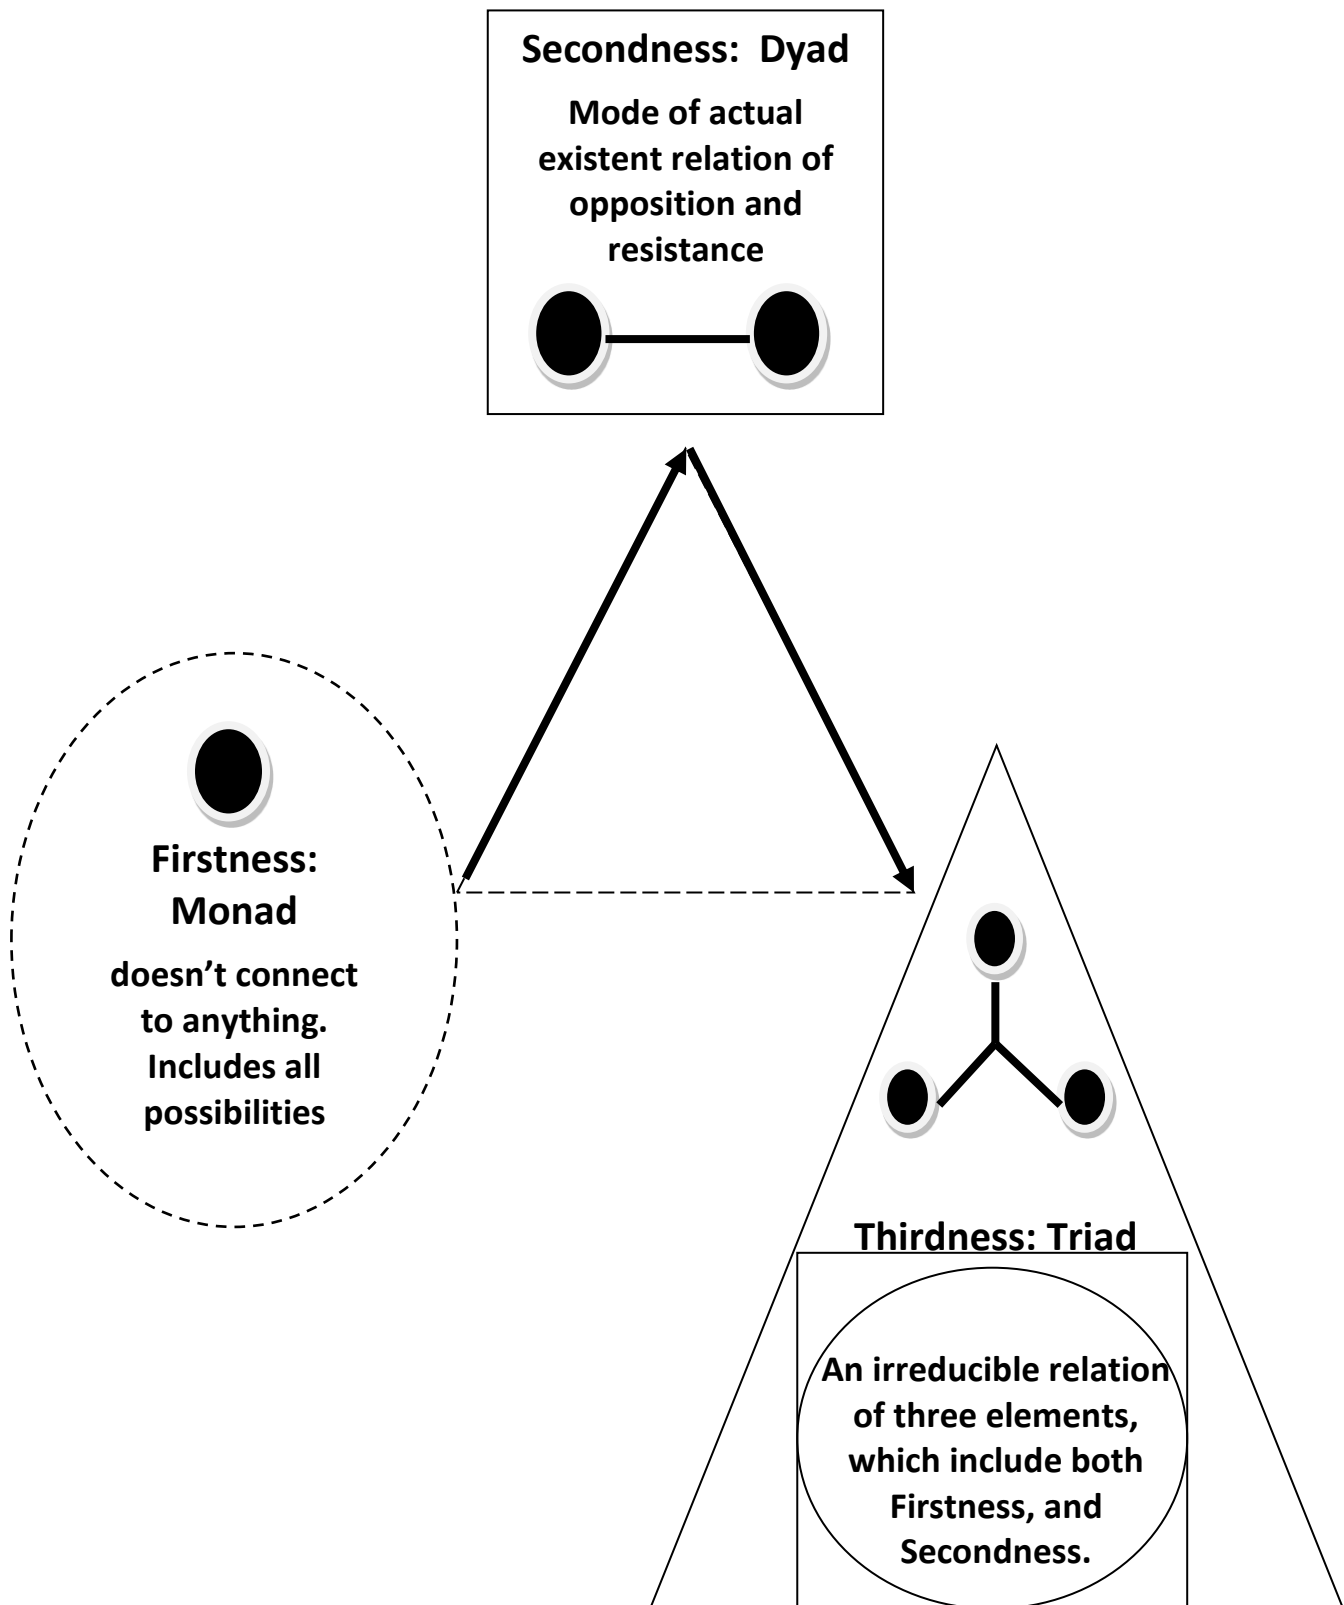 Secondness: Dyad
Mode of actual
existent relation of
opposition and
resistance
Firstness:
Monad
doesn’t connect
to anything.
Includes all
possibilities
Thirdness: Triad
An irreducible relation
of three elements,
which include both
Firstness, and
Secondness.